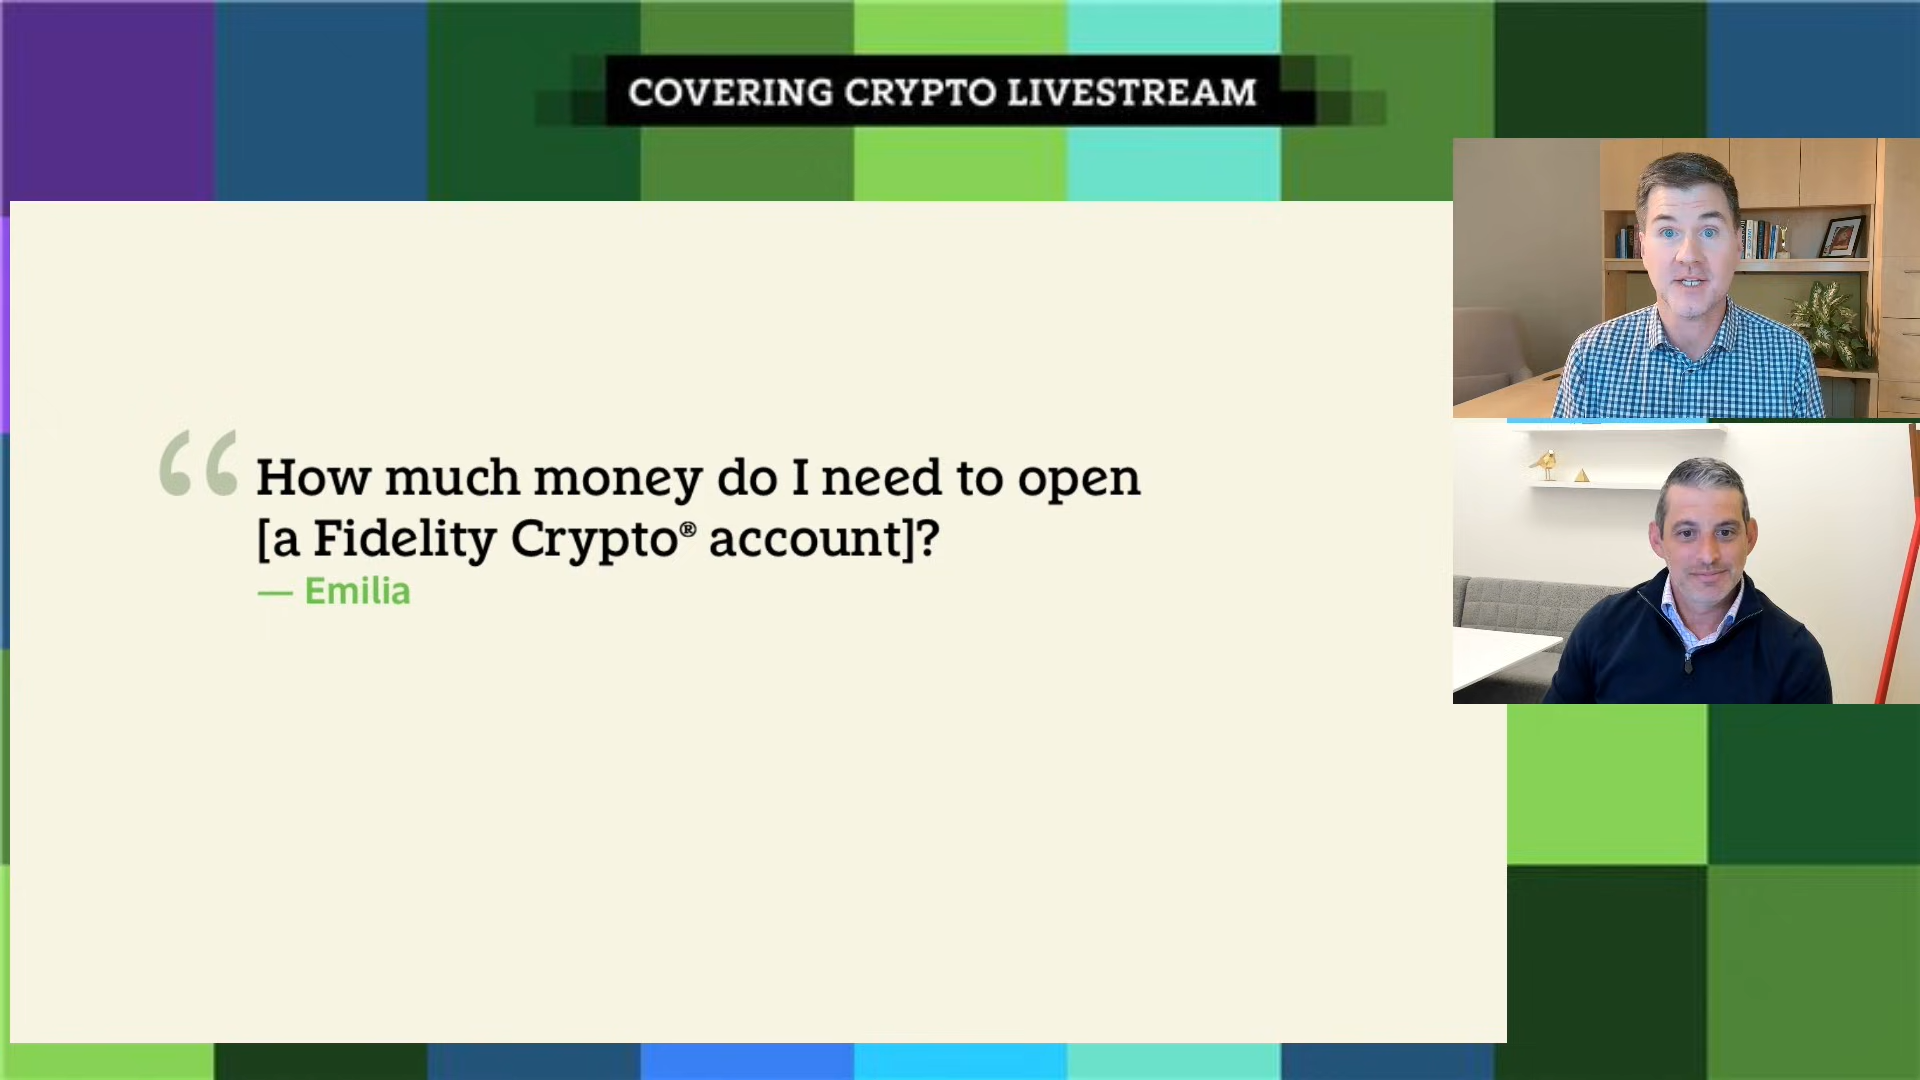 COVERING CRYPTO LIVESTREAM
“How much money do I need to open
[a Fidelity Crypto® account]?
— Emilia